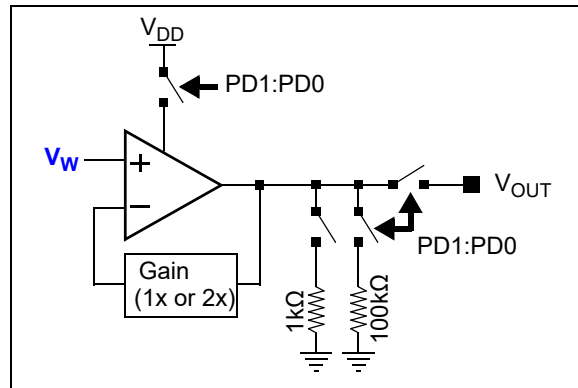 VDD
PD1:PD0
VW
+
−
VOUT
PD1:PD0
Gain
(1x or 2x)
1kΩ
100kΩ